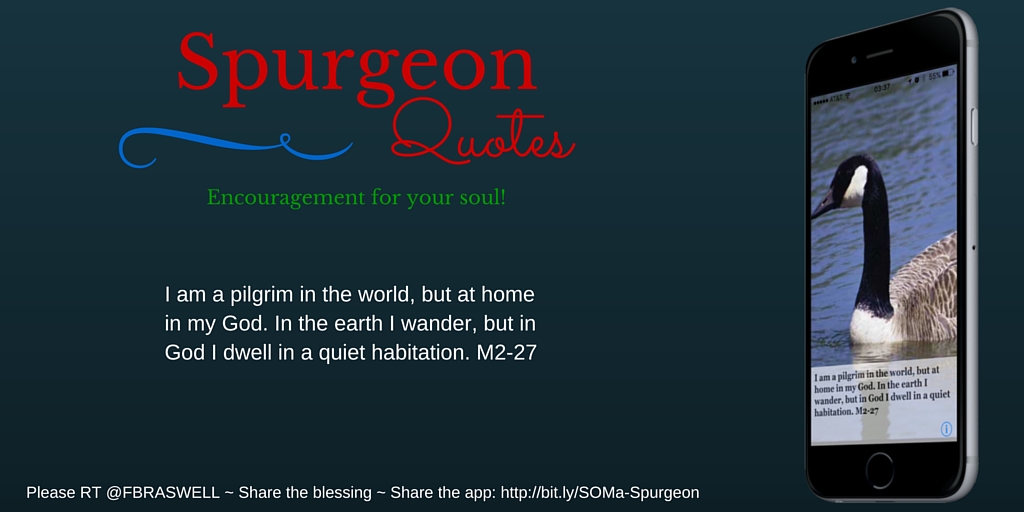 Spurgeon
Quotes
Encouragement for your soul!
I am a pilgrim in the world, but at home
in my God. In the earth I wander, but in
God I dwell in a quiet habitation. M2-27
Please RT @FBRASWELL ~ Share the blessing ~ Share the app: http://bit.ly/SOMa-Spurgeon
AT&T 03:37 55%
I am a pilgrim in the world, but at
home in my God. In the earth I
wander, but in God I dwell in a quiet
habitation. M2-27